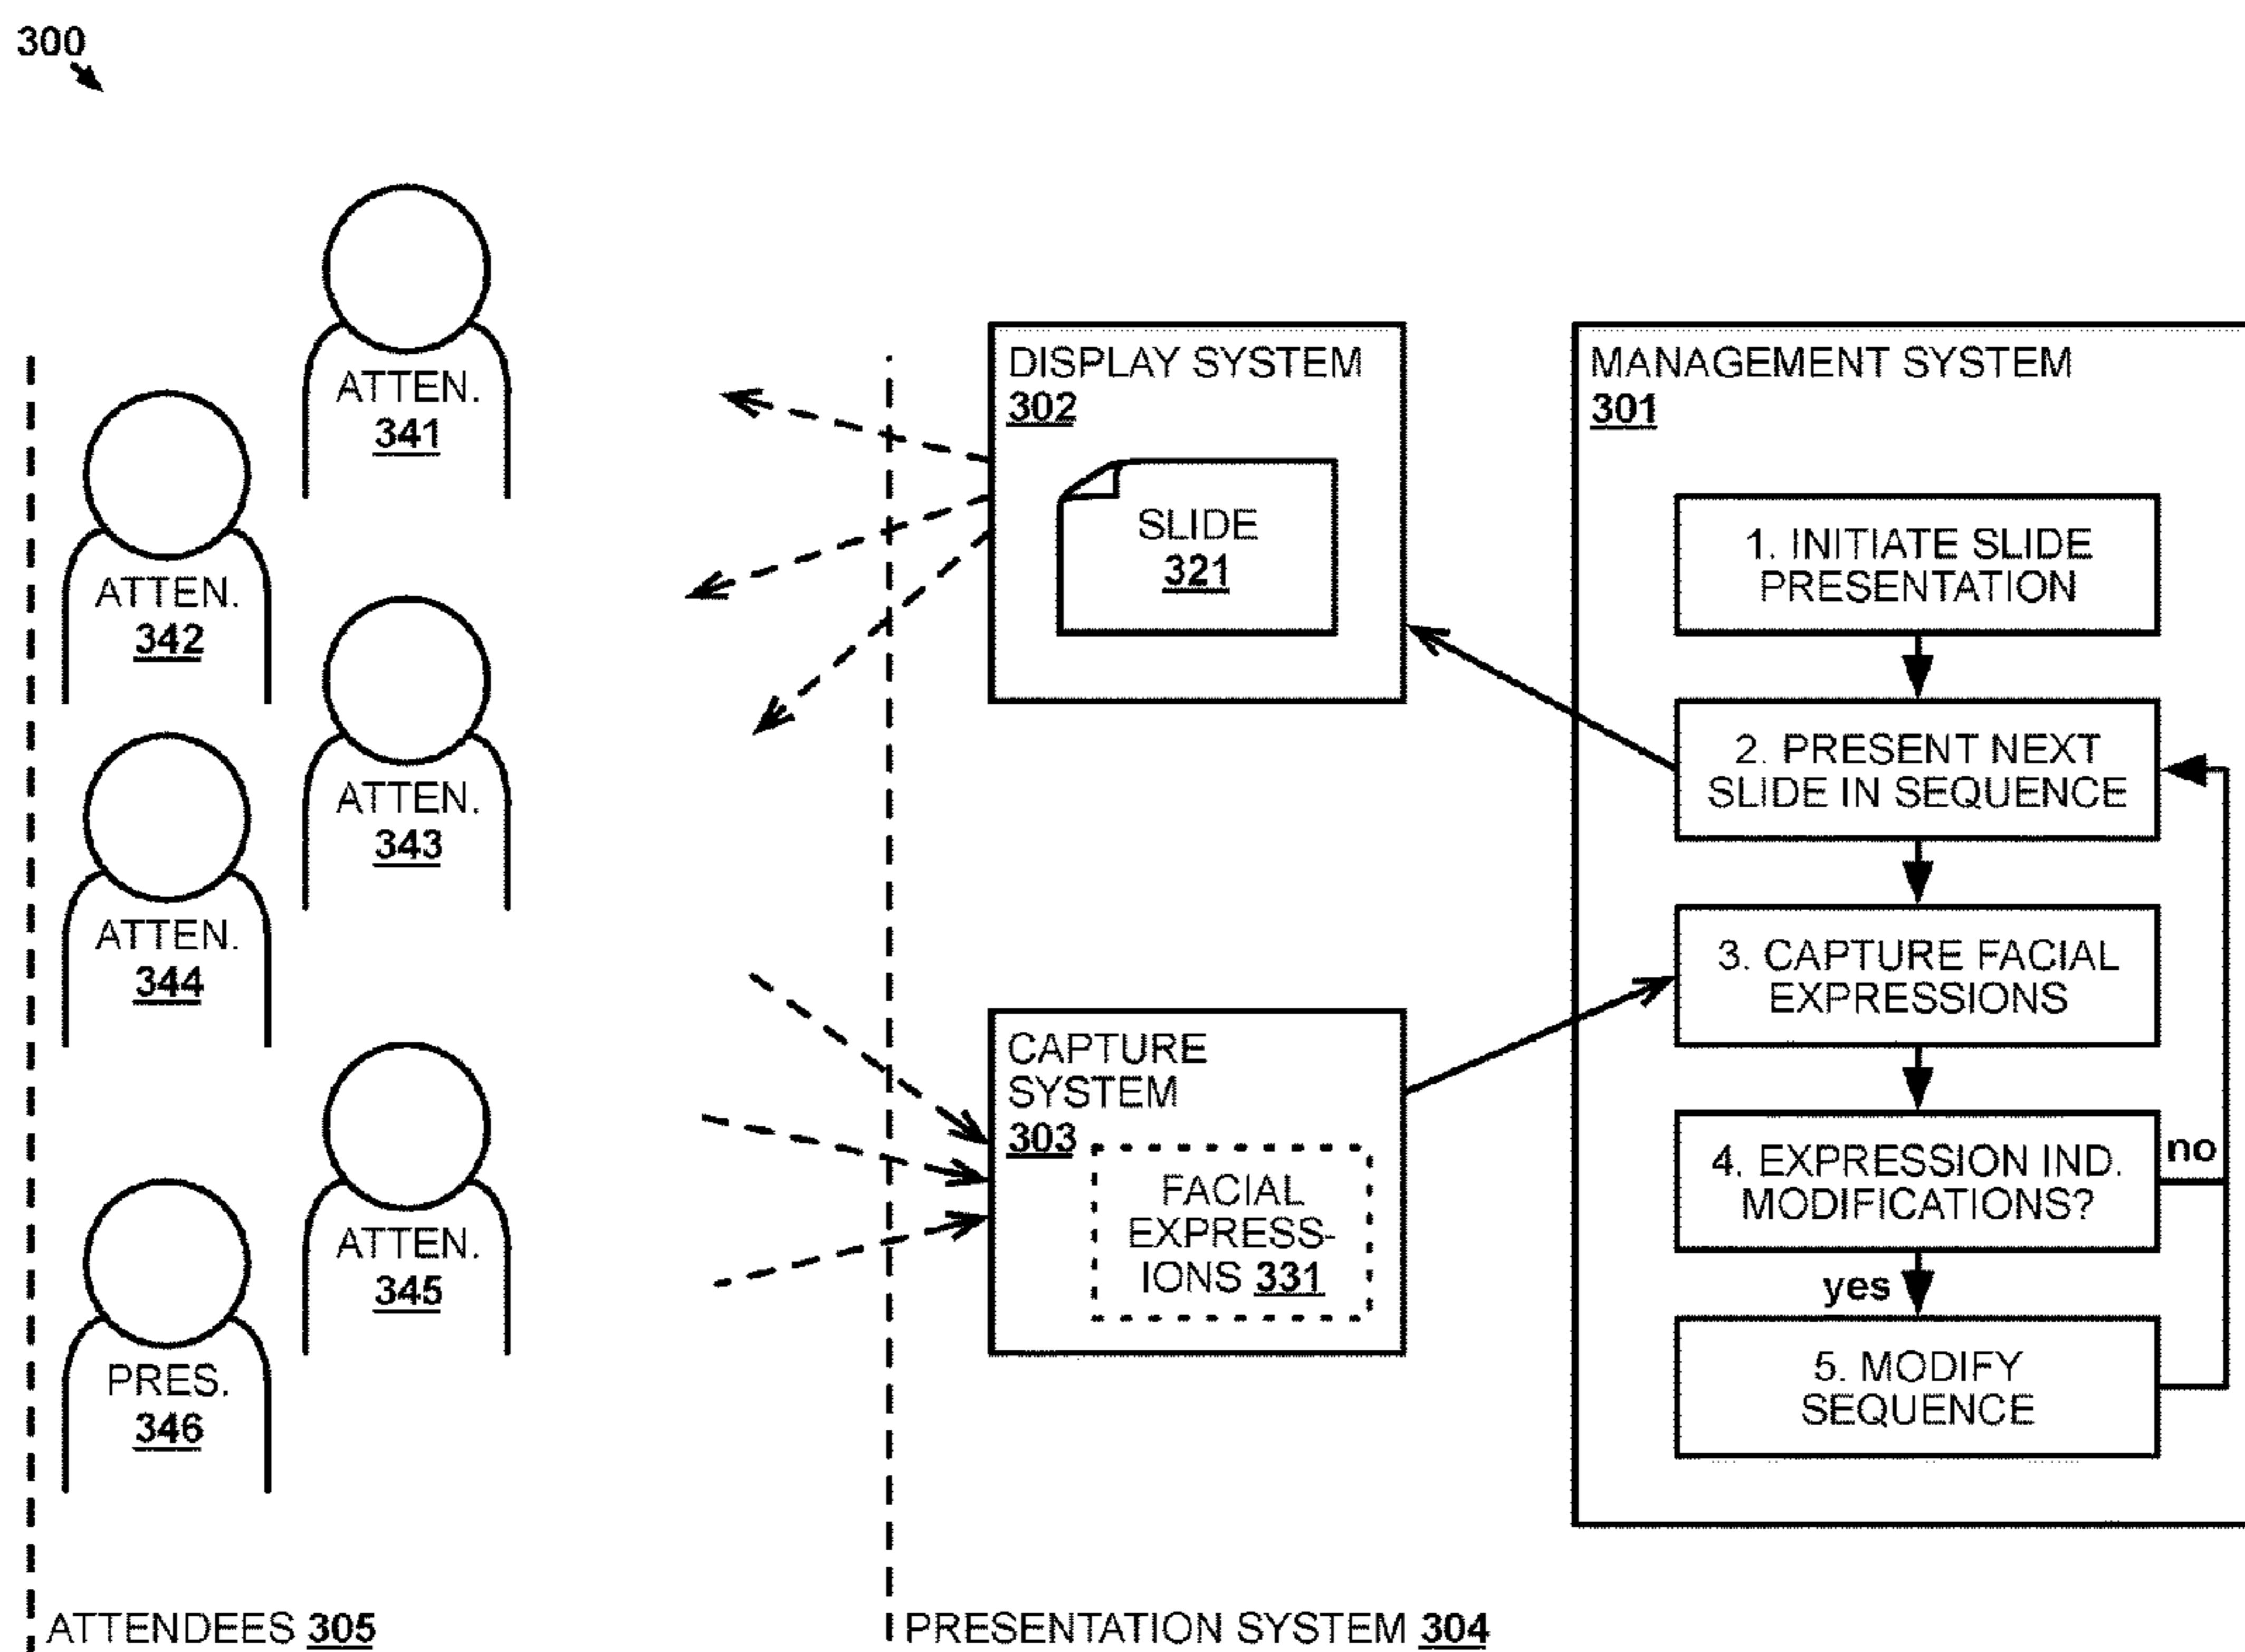 300
ATTEN.
341
ATTEN.
342
ATTEN.
343
ATTEN.
344
ATTEN.
345
PRES.
346
ATTENDEES 305
DISPLAY SYSTEM
302
SLIDE
321
CAPTURE
SYSTEM
303
FACIAL
EXPRESS-
IONS 331
PRESENTATION SYSTEM 304
MANAGEMENT SYSTEM
301
1. INITIATE SLIDE
PRESENTATION
2. PRESENT NEXT
SLIDE IN SEQUENCE
3. CAPTURE FACIAL
EXPRESSIONS
4. EXPRESSION IND.
MODIFICATIONS?
no
yes
5. MODIFY
SEQUENCE